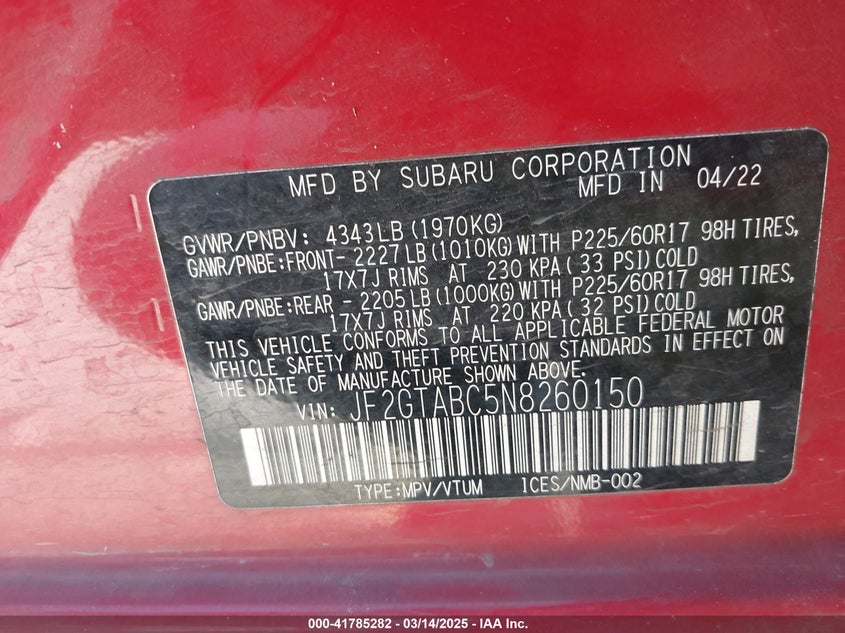 MFD BY SUBARU CORPORATION
MFD IN 04/22
GVWR/PNBV: 4343LB(1970KG)
GAWR/PNBE:FRONT- 2227LB(1010KG)WITH P225/60R17 98H TIRES,
17X7J RIMS AT 230 KPA( 33 PSI)COLD
GAWR/PNBE:REAR - 2205LB(1000KG)WITH P225/60R17 98H TIRES,
17X7J RIMS AT 220 KPA( 32 PSI)COLD
THIS VEHICLE CONFORMS TO ALL APPLICABLE FEDERAL MOTOR
VEHICLE SAFETY AND THEFT PREVENTION STANDARDS IN EFFECT ON
THE DATE OF MANUFACTURE SHOWN ABOVE.
VIN: JF2GTABC5N8260150
TYPE:MPV/VTUM ICES/NMB-002
000-41785282 - 03/14/2025 - IAA Inc.